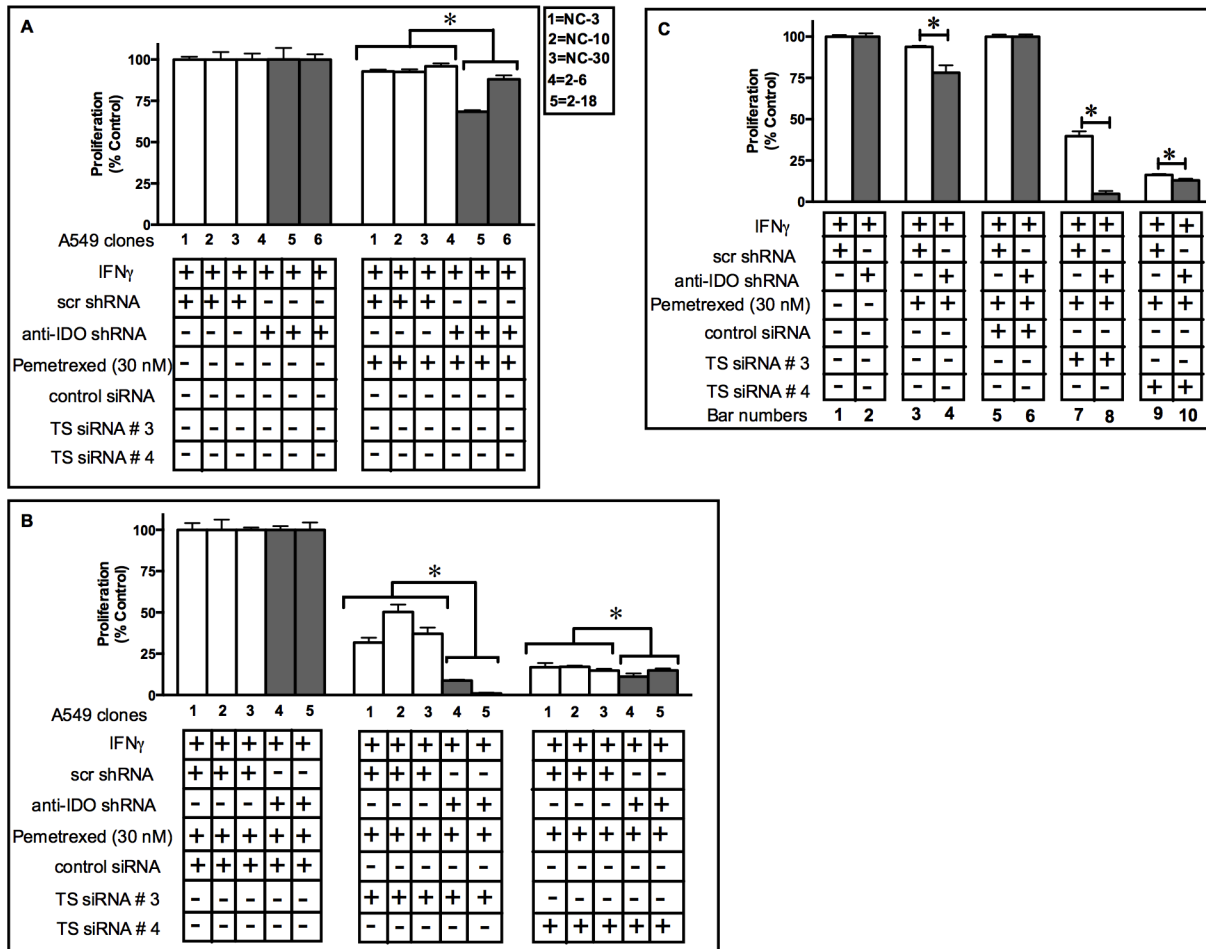 A
*
1=NC-3
2=NC-10
3=NC-30
4=2-6
5=2-18
Proliferation
(% Control)
100
75
50
25
0
A549 clones 1 2 3 4 5 6 1 2 3 4 5 6
IFNγ + + + + + + + + + + + +
scr shRNA + + + - - - + + + - - -
anti-IDO shRNA - - - + + + - - - + + +
Pemetrexed (30 nM) - - - - - - + + + + + +
control siRNA - - - - - - - - - - - -
TS siRNA # 3 - - - - - - - - - - - -
TS siRNA # 4 - - - - - - - - - - - -
C
* * *
*
Proliferation
(% Control)
100
75
50
25
0
IFNγ + + + + + + + + + +
scr shRNA + - + - + - + - + -
anti-IDO shRNA - + - + - + - + - +
Pemetrexed (30 nM) - - + + + + + + + +
control siRNA - - - - + + - - - -
TS siRNA # 3 - - - - - - + + - -
TS siRNA # 4 - - - - - - - - + +
Bar numbers 1 2 3 4 5 6 7 8 9 10
B
* *
Proliferation
(% Control)
100
75
50
25
0
A549 clones 1 2 3 4 5 1 2 3 4 5 1 2 3 4 5
IFNγ + + + + + + + + + + + + + + +
scr shRNA + + + - - + + + - - + + + - -
anti-IDO shRNA - - - + + - - - + + - - - + +
Pemetrexed (30 nM) + + + + + + + + + + + + + + +
control siRNA + + + + + - - - - - - - - - -
TS siRNA # 3 - - - - - + + + + + - - - - -
TS siRNA # 4 - - - - - - - - - - + + + + +